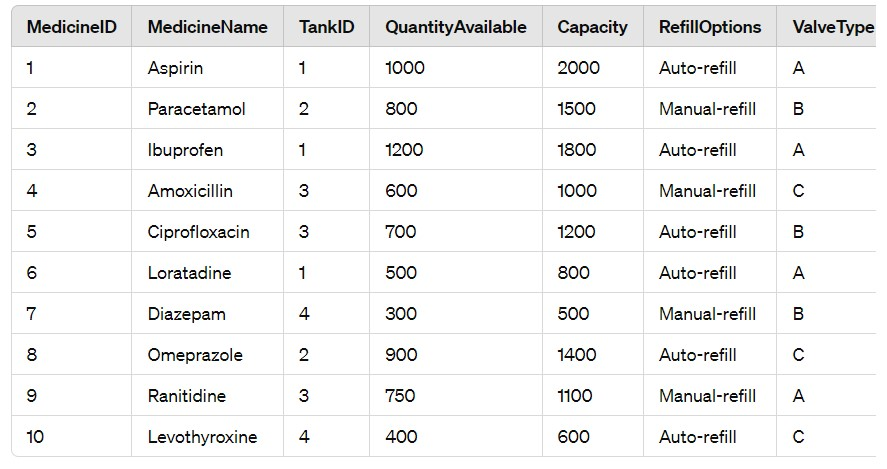 MedicineID MedicineName TankID QuantityAvailable Capacity RefillOptions ValveType
1 Aspirin 1 1000 2000 Auto-refill A
2 Paracetamol 2 800 1500 Manual-refill B
3 Ibuprofen 1 1200 1800 Auto-refill A
4 Amoxicillin 3 600 1000 Manual-refill C
5 Ciprofloxacin 3 700 1200 Auto-refill B
6 Loratadine 1 500 800 Auto-refill A
7 Diazepam 4 300 500 Manual-refill B
8 Omeprazole 2 900 1400 Auto-refill C
9 Ranitidine 3 750 1100 Manual-refill A
10 Levothyroxine 4 400 600 Auto-refill C